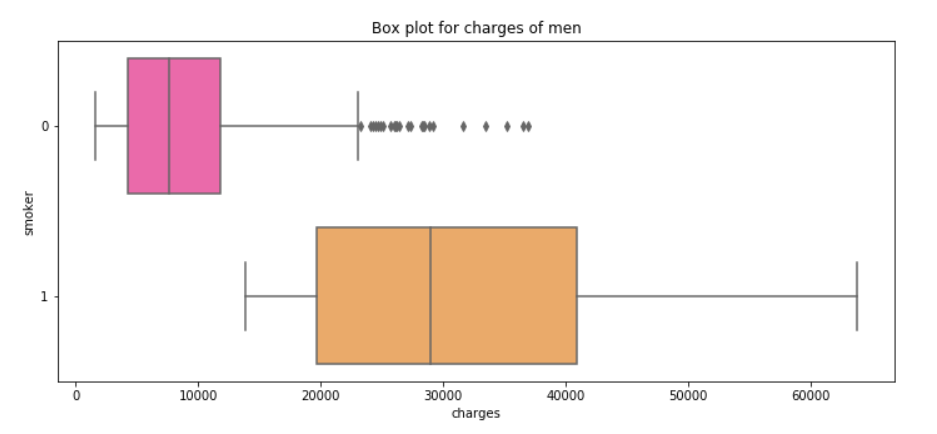 Box plot for charges of men
0
smoker
1
0 10000 20000 30000 40000 50000 60000
charges